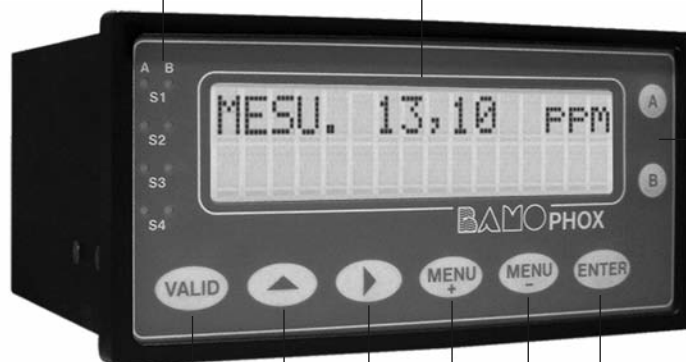 A B
S1
S2
S3
S4
MESU. 13,10 ppm
A
B
BAMOPHOX
VALID
MENU +
MENU -
ENTER